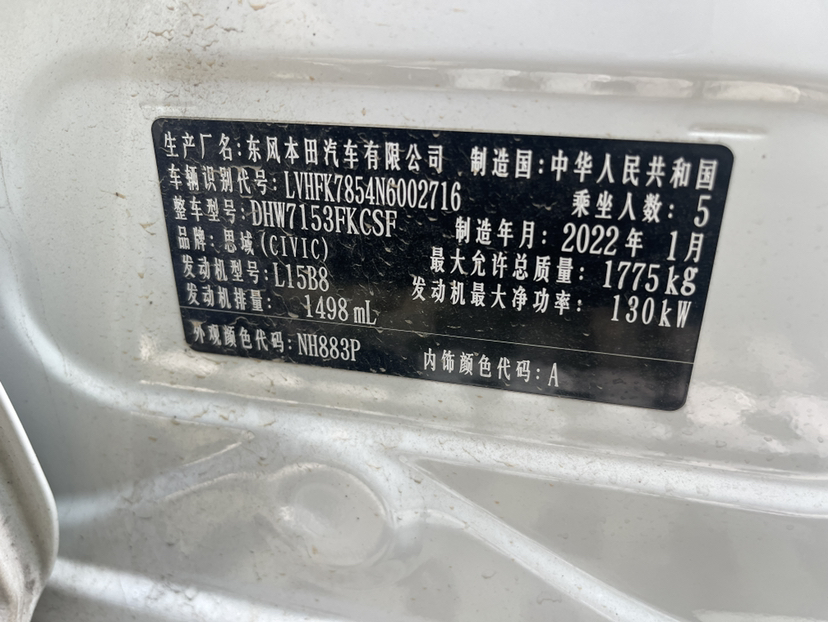 生产厂名:东风本田汽车有限公司 制造国:中华人民共和国
车辆识别代号:LVHFK7854N6002716 乘坐人数:5
整车型号:DHW7153FKCSF 制造年月:2022年1月
品牌:思域(CIVIC) 最大允许总质量:1775kg
发动机型号:L15B8 发动机最大净功率:130kW
发动机排量:1498mL
外观颜色代码:NH883P 内饰颜色代码:A